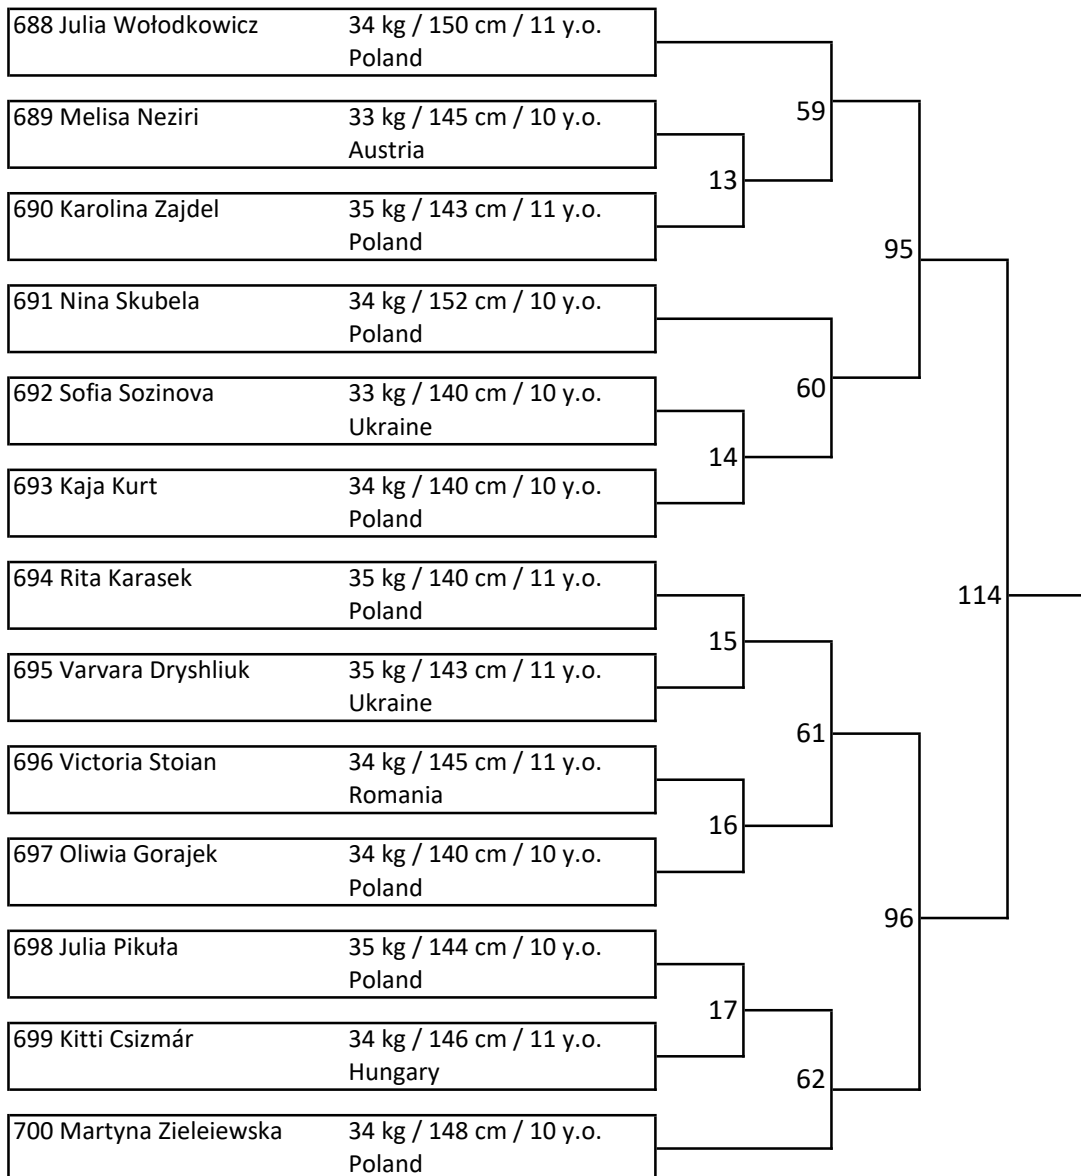 688 Julia Wołodkowicz 34 kg / 150 cm / 11 y.o.
Poland
59
689 Melisa Neziri 33 kg / 145 cm / 10 y.o.
Austria
13
690 Karolina Zajdel 35 kg / 143 cm / 11 y.o.
Poland
95
691 Nina Skubela 34 kg / 152 cm / 10 y.o.
Poland
60
692 Sofia Sozinova 33 kg / 140 cm / 10 y.o.
Ukraine
14
693 Kaja Kurt 34 kg / 140 cm / 10 y.o.
Poland
694 Rita Karasek 35 kg / 140 cm / 11 y.o.
Poland
114
15
695 Varvara Dryshliuk 35 kg / 143 cm / 11 y.o.
Ukraine
61
696 Victoria Stoian 34 kg / 145 cm / 11 y.o.
Romania
16
697 Oliwia Gorajek 34 kg / 140 cm / 10 y.o.
Poland
96
698 Julia Pikuła 35 kg / 144 cm / 10 y.o.
Poland
17
699 Kitti Csizmár 34 kg / 146 cm / 11 y.o.
Hungary
62
700 Martyna Zieleiewska 34 kg / 148 cm / 10 y.o.
Poland